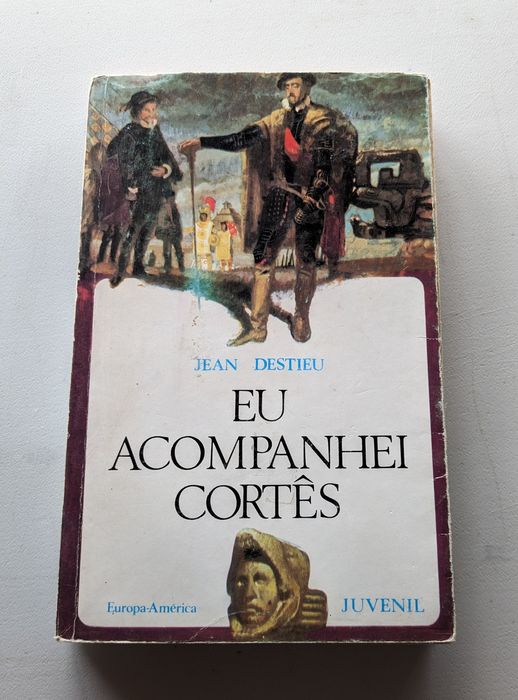 JEAN DESTIEU
EU
ACOMPANHEI
CORTÊS
Europa-América JUVENIL